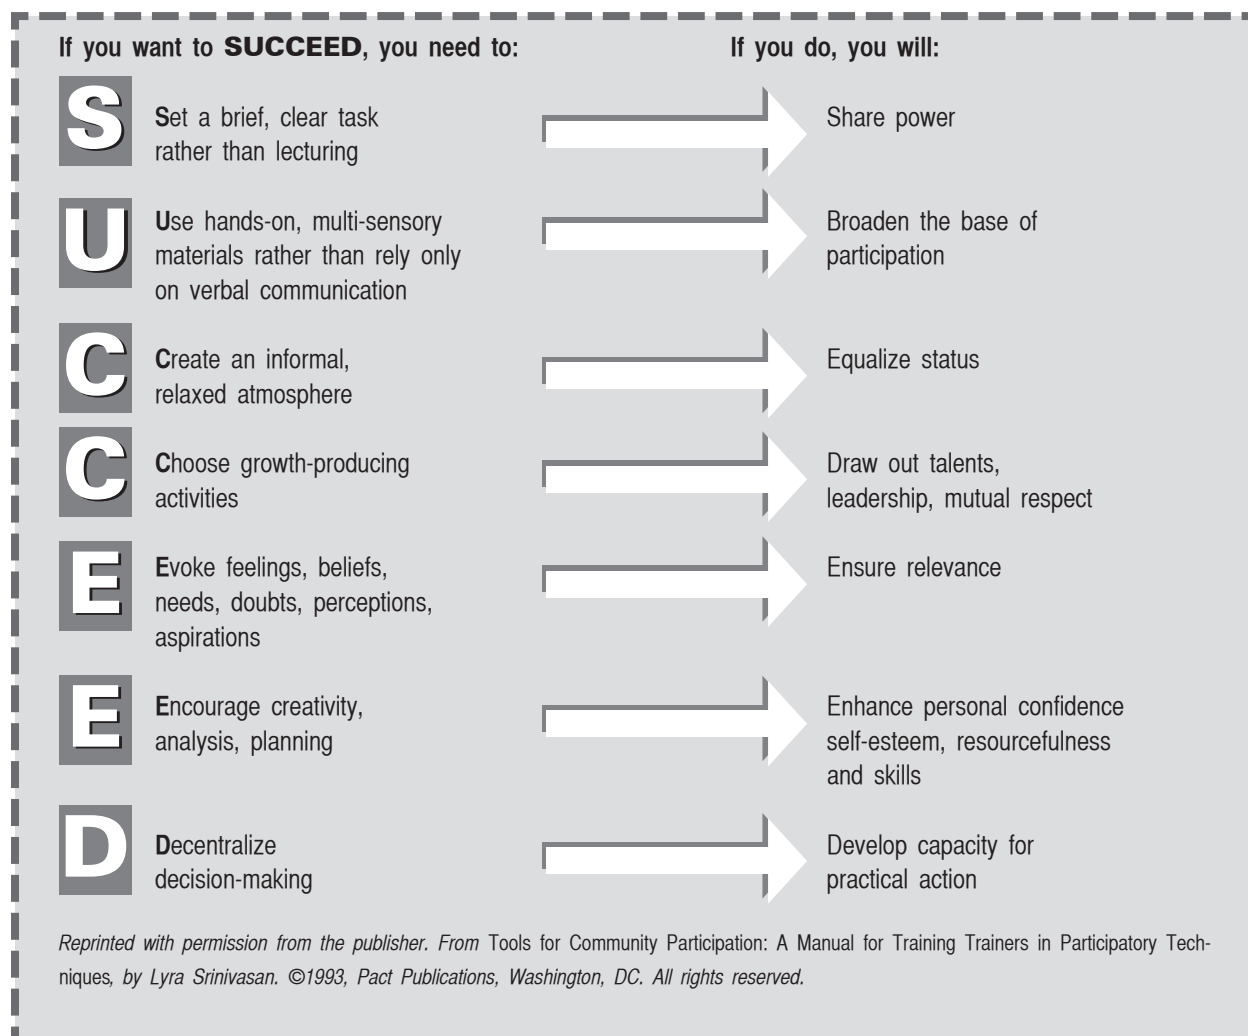 If you want to SUCCEED, you need to:
If you do, you will:
S
Set a brief, clear task
rather than lecturing
Share power
U
Use hands-on, multi-sensory
materials rather than rely only
on verbal communication
Broaden the base of
participation
C
Create an informal,
relaxed atmosphere
Equalize status
C
Choose growth-producing
activities
Draw out talents,
leadership, mutual respect
E
Evoke feelings, beliefs,
needs, doubts, perceptions,
aspirations
Ensure relevance
E
Encourage creativity,
analysis, planning
Enhance personal confidence
self-esteem, resourcefulness
and skills
D
Decentralize
decision-making
Develop capacity for
practical action
Reprinted with permission from the publisher. From Tools for Community Participation: A Manual for Training Trainers in Participatory Tech-
niques, by Lyra Srinivasan. ©1993, Pact Publications, Washington, DC. All rights reserved.